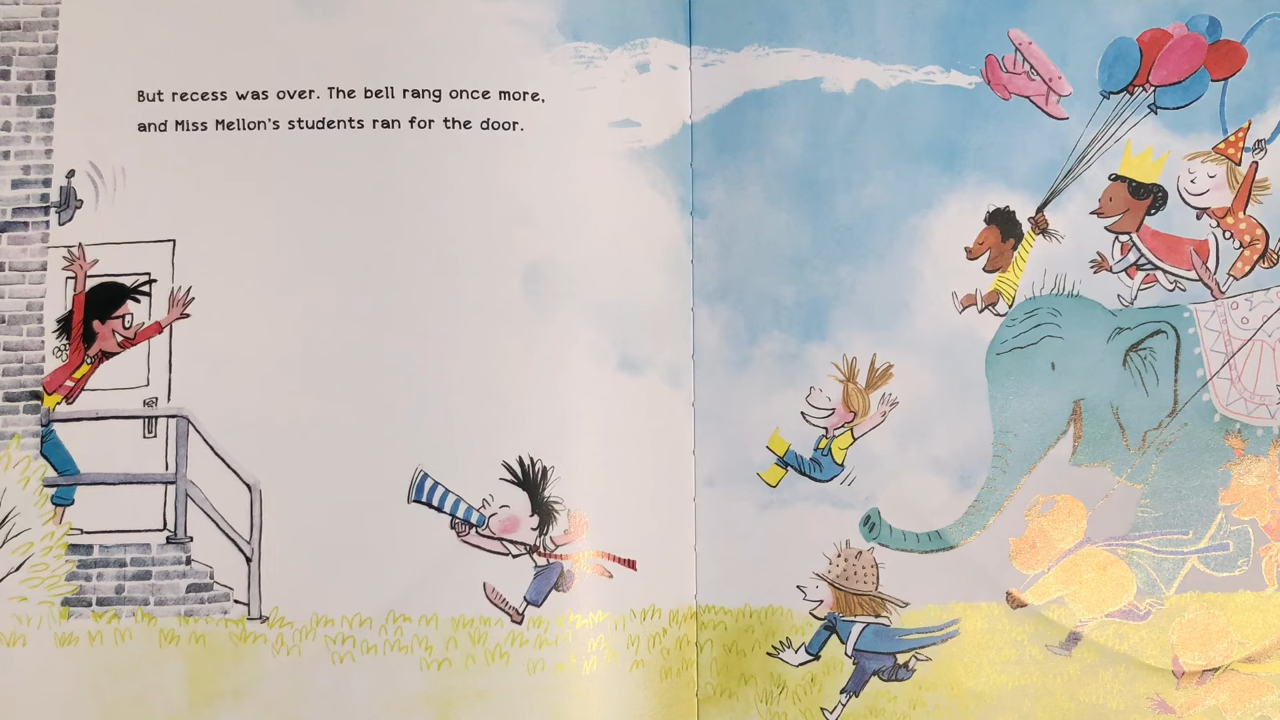 But recess was over. The bell rang once more,
and Miss Mellon's students ran for the door.